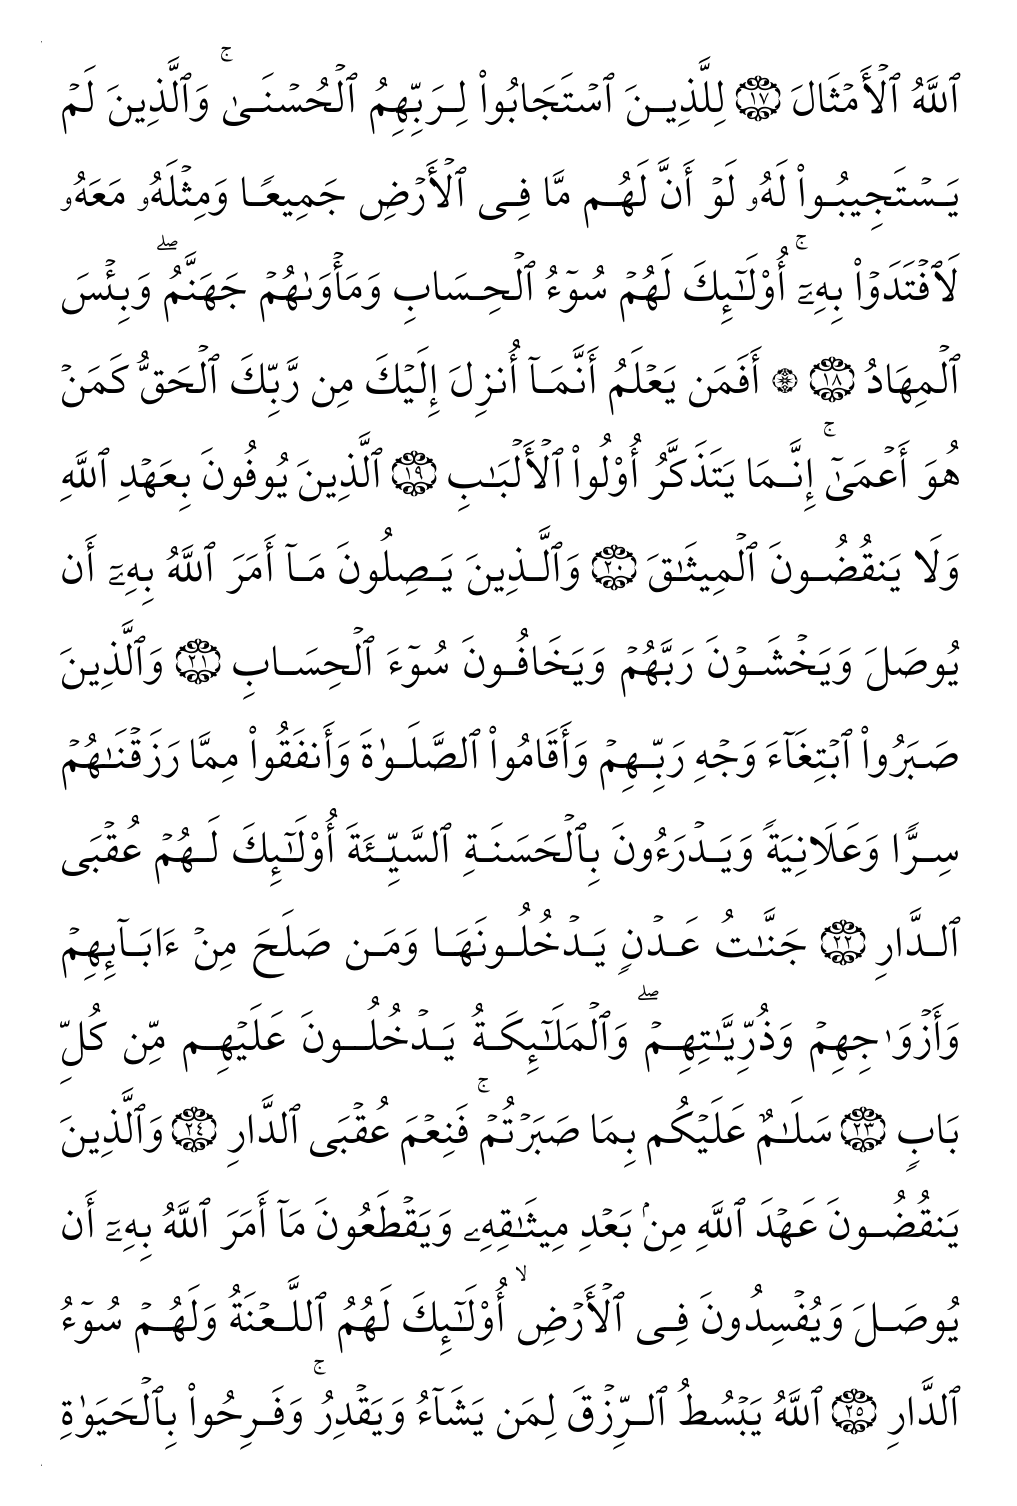 ٱللَّهُ ٱلۡأَمۡثَالَ ١٧ لِلَّذِينَ ٱسۡتَجَابُواْ لِرَبِّهِمُ ٱلۡحُسۡنَىٰۚ وَٱلَّذِينَ لَمۡ
يَسۡتَجِيبُواْ لَهُۥ لَوۡ أَنَّ لَهُم مَّا فِى ٱلۡأَرۡضِ جَمِيعًا وَمِثۡلَهُۥ مَعَهُۥ
لَٱفۡتَدَوۡاْ بِهِۦٓۚ أُوْلَٰٓئِكَ لَهُمۡ سُوٓءُ ٱلۡحِسَابِ وَمَأۡوَىٰهُمۡ جَهَنَّمُۖ وَبِئۡسَ
ٱلۡمِهَادُ ١٨ ۞ أَفَمَن يَعۡلَمُ أَنَّمَآ أُنزِلَ إِلَيۡكَ مِن رَّبِّكَ ٱلۡحَقُّ كَمَنۡ
هُوَ أَعۡمَىٰٓۚ إِنَّمَا يَتَذَكَّرُ أُوْلُواْ ٱلۡأَلۡبَٰبِ ١٩ ٱلَّذِينَ يُوفُونَ بِعَهۡدِ ٱللَّهِ
وَلَا يَنقُضُونَ ٱلۡمِيثَٰقَ ٢٠ وَٱلَّذِينَ يَصِلُونَ مَآ أَمَرَ ٱللَّهُ بِهِۦٓ أَن
يُوصَلَ وَيَخۡشَوۡنَ رَبَّهُمۡ وَيَخَافُونَ سُوٓءَ ٱلۡحِسَابِ ٢١ وَٱلَّذِينَ
صَبَرُواْ ٱبۡتِغَآءَ وَجۡهِ رَبِّهِمۡ وَأَقَامُواْ ٱلصَّلَوٰةَ وَأَنفَقُواْ مِمَّا رَزَقۡنَٰهُمۡ
سِرًّا وَعَلَانِيَةً وَيَدۡرَءُونَ بِٱلۡحَسَنَةِ ٱلسَّيِّئَةَ أُوْلَٰٓئِكَ لَهُمۡ عُقۡبَى
ٱلدَّارِ ٢٢ جَنَّٰتُ عَدۡنٍ يَدۡخُلُونَهَا وَمَن صَلَحَ مِنۡ ءَابَآئِهِمۡ
وَأَزۡوَٰجِهِمۡ وَذُرِّيَّٰتِهِمۡۖ وَٱلۡمَلَٰٓئِكَةُ يَدۡخُلُونَ عَلَيۡهِم مِّن كُلِّ
بَابٍ ٢٣ سَلَٰمٌ عَلَيۡكُم بِمَا صَبَرۡتُمۡۚ فَنِعۡمَ عُقۡبَى ٱلدَّارِ ٢٤ وَٱلَّذِينَ
يَنقُضُونَ عَهۡدَ ٱللَّهِ مِنۢ بَعۡدِ مِيثَٰقِهِۦ وَيَقۡطَعُونَ مَآ أَمَرَ ٱللَّهُ بِهِۦٓ أَن
يُوصَلَ وَيُفۡسِدُونَ فِى ٱلۡأَرۡضِۙ أُوْلَٰٓئِكَ لَهُمُ ٱللَّعۡنَةُ وَلَهُمۡ سُوٓءُ
ٱلدَّارِ ٢٥ ٱللَّهُ يَبۡسُطُ ٱلرِّزۡقَ لِمَن يَشَآءُ وَيَقۡدِرُۚ وَفَرِحُواْ بِٱلۡحَيَوٰةِ